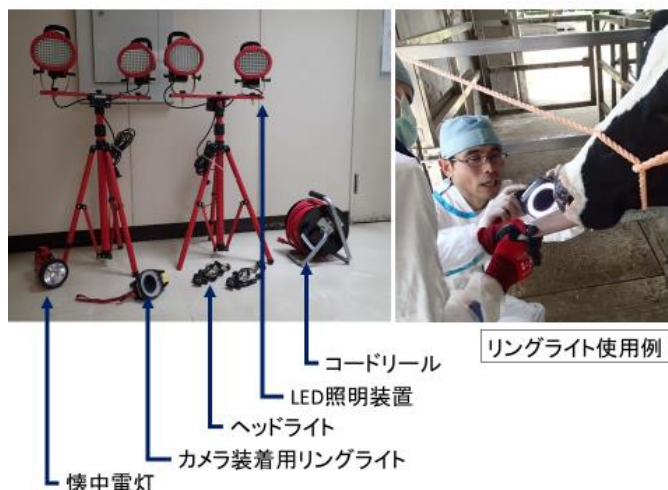 リングライト使用例
コードリール
LED照明装置
ヘッドライト
カメラ装着用リングライト
懐中電灯